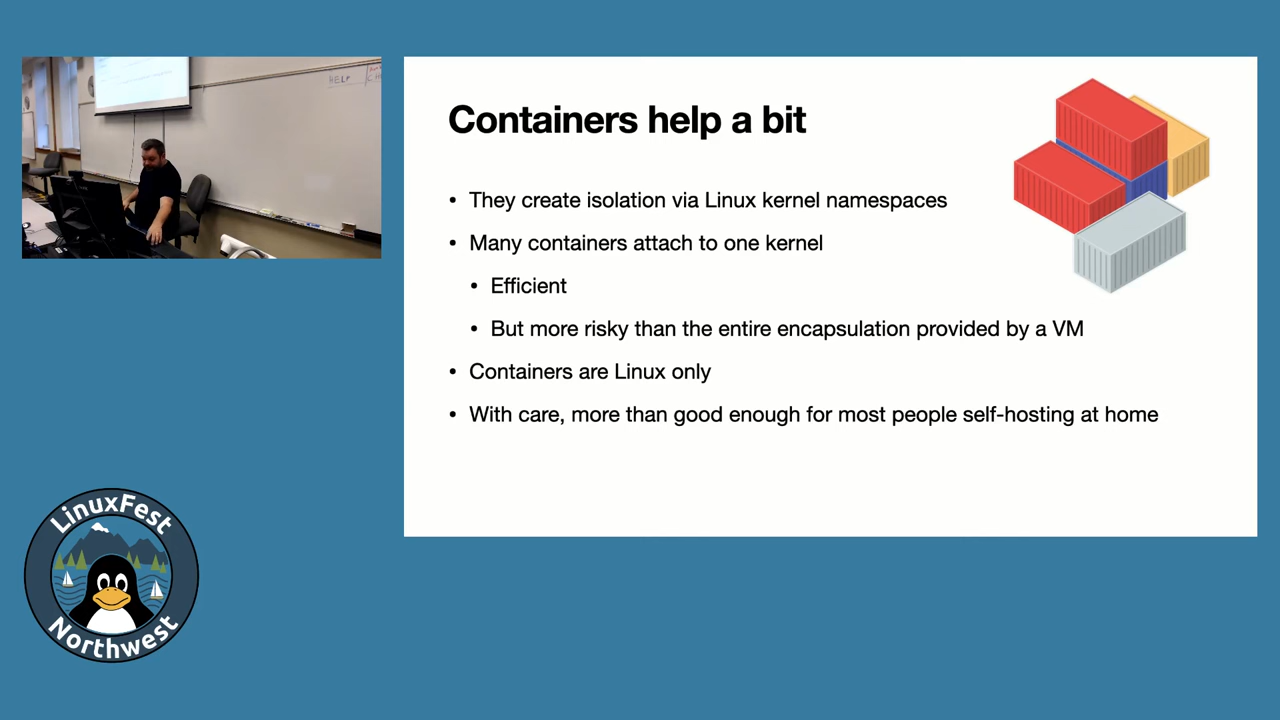 HELP
Containers help a bit
• They create isolation via Linux kernel namespaces
• Many containers attach to one kernel
• Efficient
• But more risky than the entire encapsulation provided by a VM
• Containers are Linux only
• With care, more than good enough for most people self-hosting at home
LinuxFest
Northwest